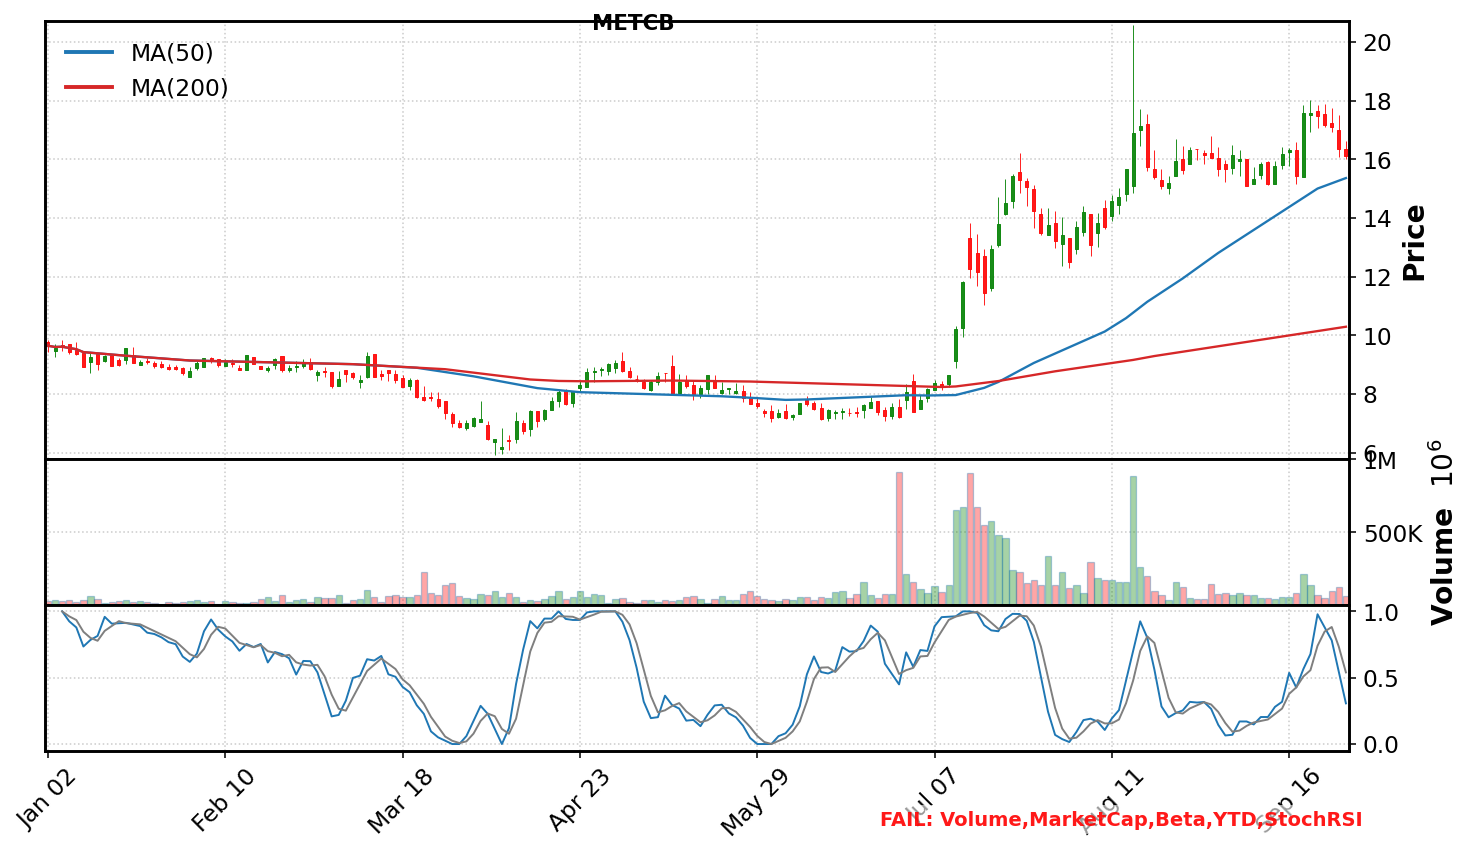 METCB
MA(50)
MA(200)
20
18
16
14
12
10
8
6
Price
1M
500K
Volume 10^6
1.0
0.5
0.0
Jan 02
Feb 10
Mar 18
Apr 23
May 29
Jul 07
Aug 11
Sep 16
FAIL: Volume,MarketCap,Beta,YTD,StochRSI